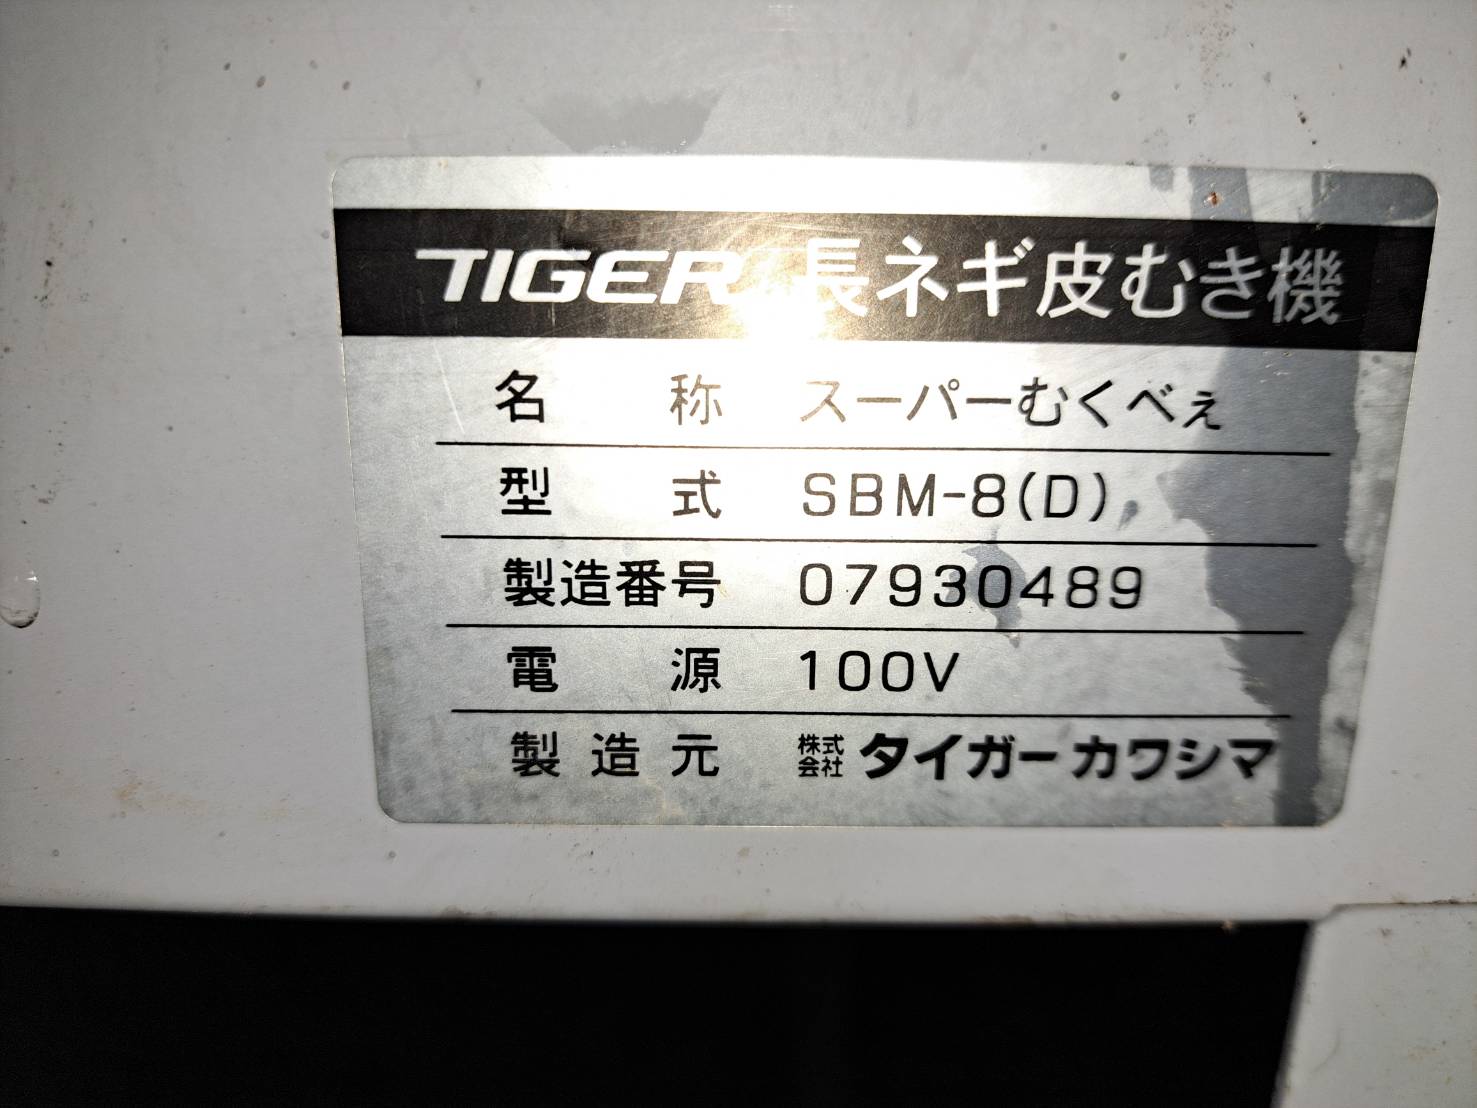 TIGER 長ネギ皮むき機
名称 スーパーむくべぇ
型式 SBM-8(D)
製造番号 07930489
電源 100V
製造元 株式会社 タイガーカワシマ